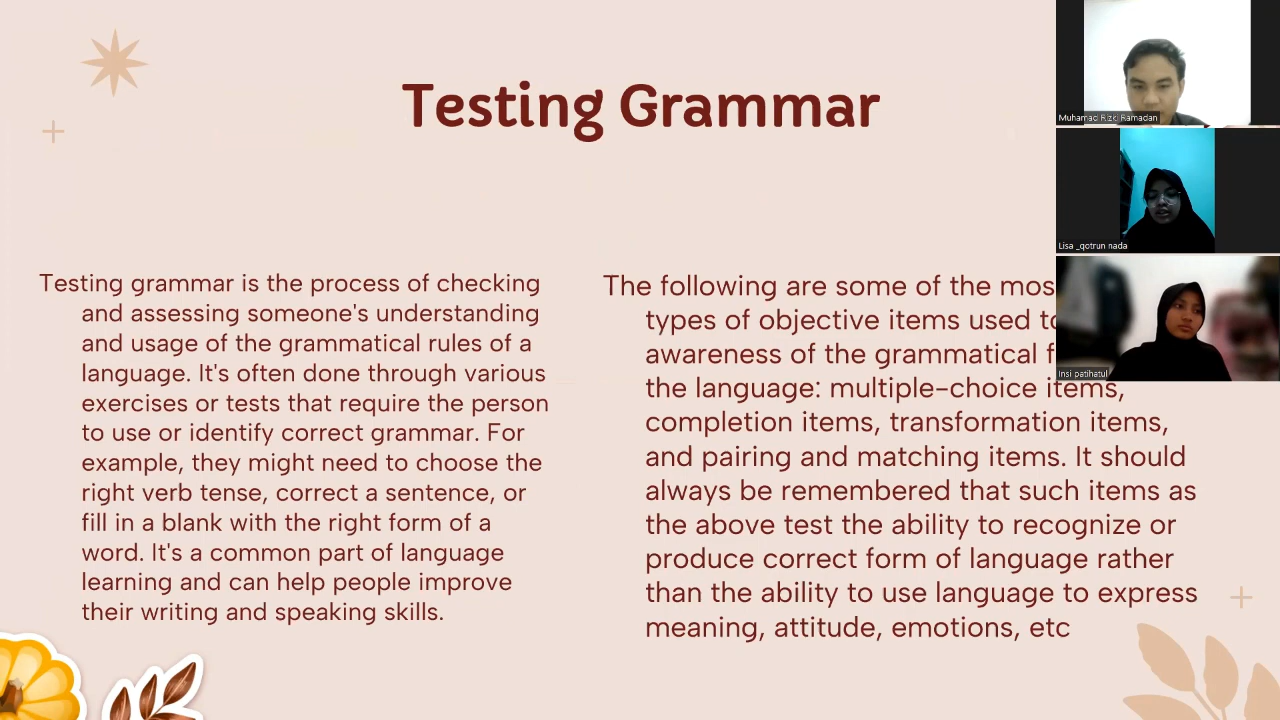 Testing Grammar
Testing grammar is the process of checking
and assessing someone's understanding
and usage of the grammatical rules of a
language. It's often done through various
exercises or tests that require the person
to use or identify correct grammar. For
example, they might need to choose the
right verb tense, correct a sentence, or
fill in a blank with the right form of a
word. It's a common part of language
learning and can help people improve
their writing and speaking skills.
The following are some of the
types of objective items used
awareness of the grammatical
the language: multiple-choice items,
completion items, transformation items,
and pairing and matching items. It should
always be remembered that such items as
the above test the ability to recognize or
produce correct form of language rather
than the ability to use language to express
meaning, attitude, emotions, etc
Muhamad Rizqi Ramadan
Lisa _qotrun nada
Insi patihatul